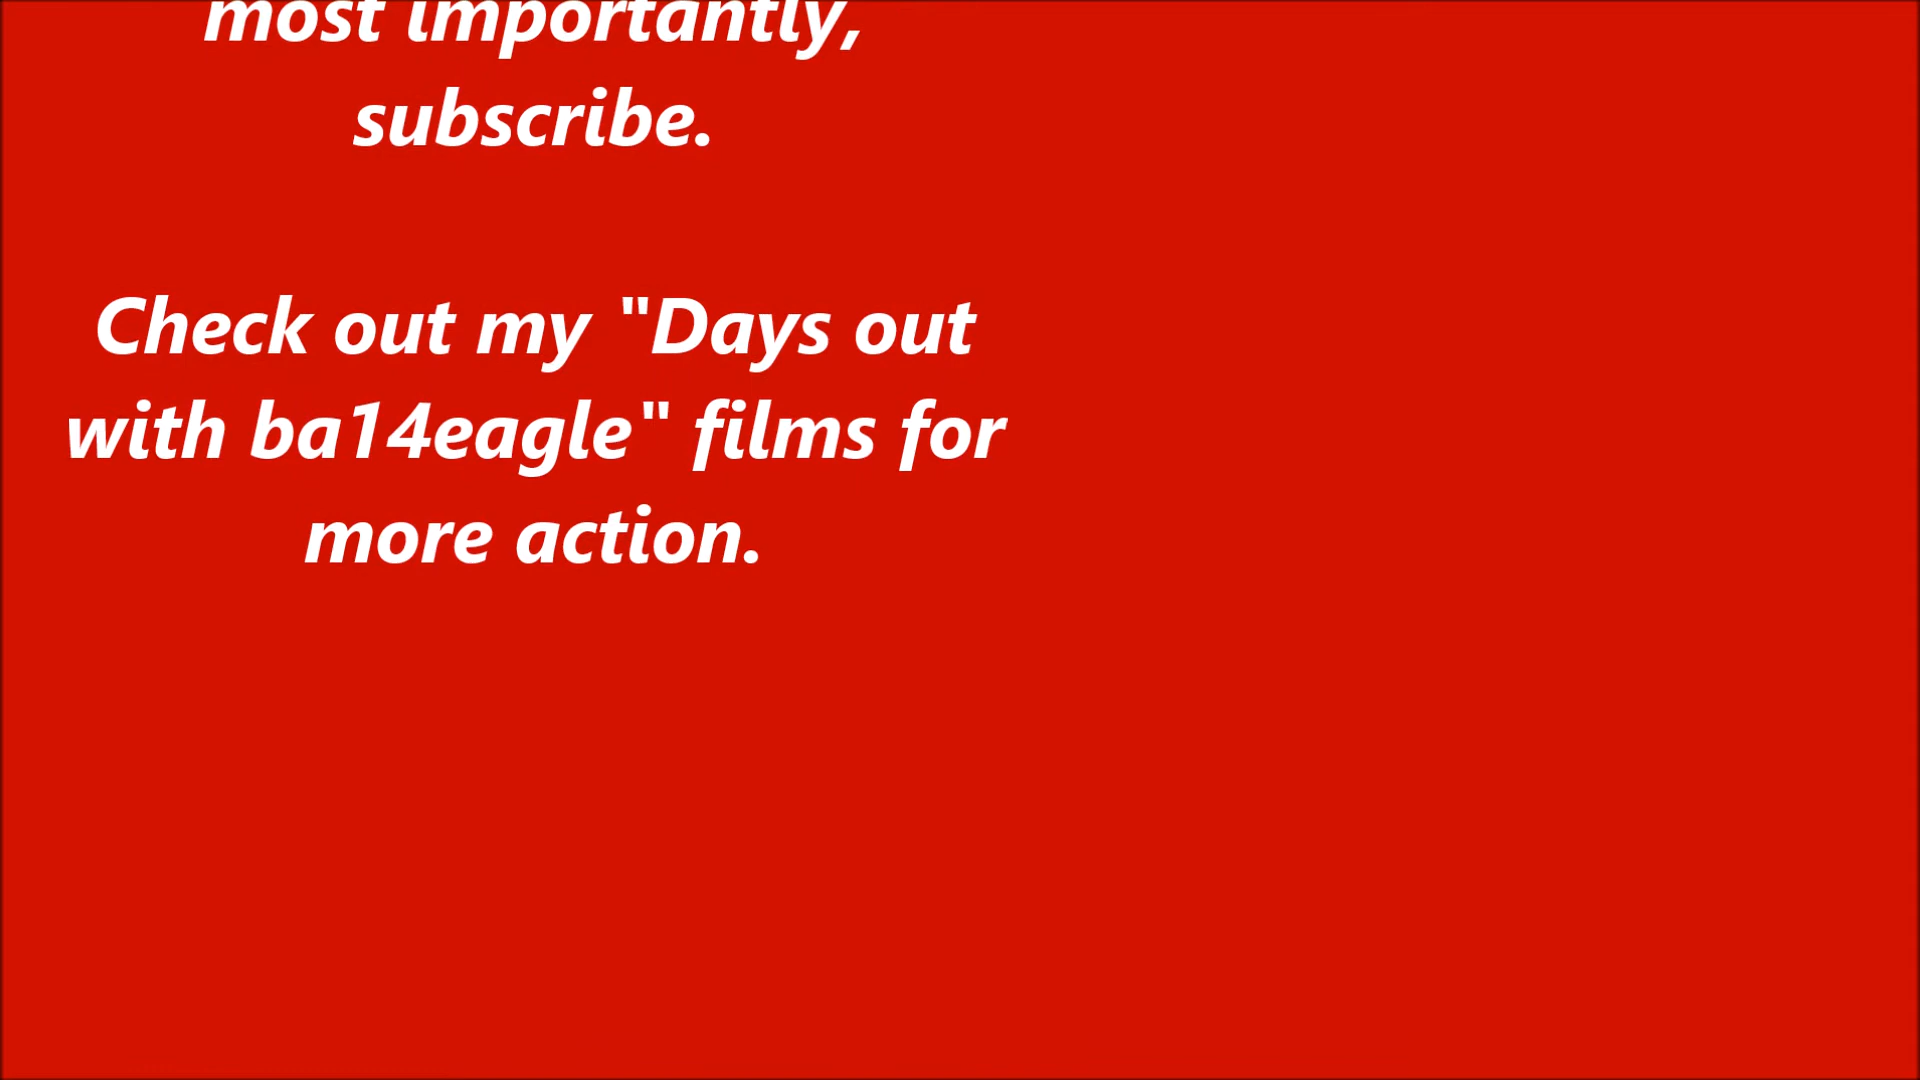 most importantly,
subscribe.
Check out my "Days out
with ba14eagle" films for
more action.